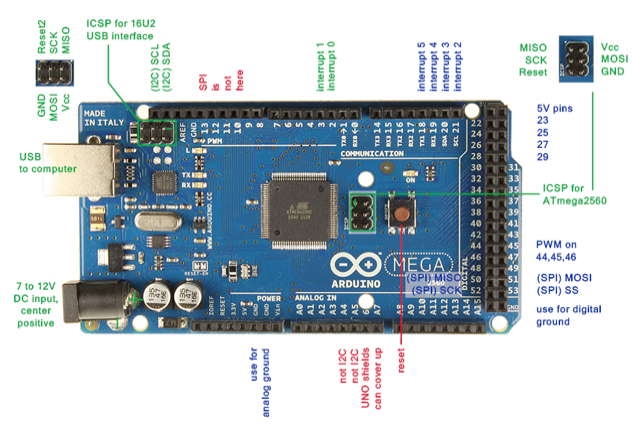 ICSP for 16U2
USB interface
Reset2
SCK
MISO
GND
MOSI
Vcc
(I2C) SCL
(I2C) SDA
SPI
is
not
here
interrupt 1
interrupt 0
interrupt 5
interrupt 4
interrupt 3
interrupt 2
MISO
SCK
Reset
Vcc
MOSI
GND
ICSP
5V pins
23
25
27
29
MADE
IN ITALY
AREF
GND
13
12
11
10
9
8
7
6
5
4
3
2
TX0 1
RX0 0
TX3 14
RX3 15
TX2 16
RX2 17
TX1 18
RX1 19
SDA 20
SCL 21
PWM
COMMUNICATION
L
TX
RX
USB
to computer
ON
ICSP
ICSP for
ATmega2560
22
24
26
28
30
32
34
36
38
40
42
44
46
48
50
52
31
33
35
37
39
41
43
45
47
49
51
53
GND
DIGITAL
PWM on
44,45,46
(SPI) MOSI
(SPI) SS
use for digital
ground
ARDUINO
MEGA
(SPI) MISO
(SPI) SCK
7 to 12V
DC input,
center
positive
RESET-EN
POWER
ANALOG IN
IOREF
RESET
3.3V
5V
GND
GND
Vin
A0
A1
A2
A3
A4
A5
A6
A7
A8
A9
A10
A11
A12
A13
A14
A15
use for
analog ground
not I2C
not I2C
UNO shields
can cover up
reset